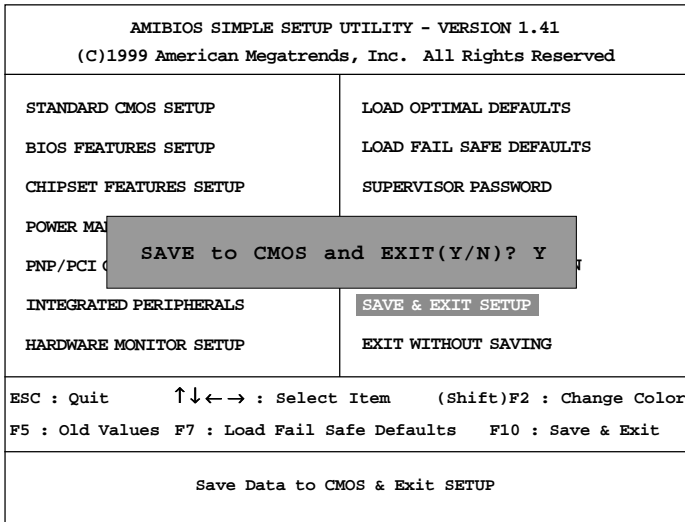 AMIBIOS SIMPLE SETUP UTILITY - VERSION 1.41
(C)1999 American Megatrends, Inc. All Rights Reserved
STANDARD CMOS SETUP
BIOS FEATURES SETUP
CHIPSET FEATURES SETUP
POWER
PNP/PCI
INTEGRATED PERIPHERALS
HARDWARE MONITOR SETUP
LOAD OPTIMAL DEFAULTS
LOAD FAIL SAFE DEFAULTS
SUPERVISOR PASSWORD
SAVE & EXIT SETUP
EXIT WITHOUT SAVING
SAVE to CMOS and EXIT(Y/N)? Y
ESC : Quit ↑↓←→ : Select Item (Shift)F2 : Change Color
F5 : Old Values F7 : Load Fail Safe Defaults F10 : Save & Exit
Save Data to CMOS & Exit SETUP